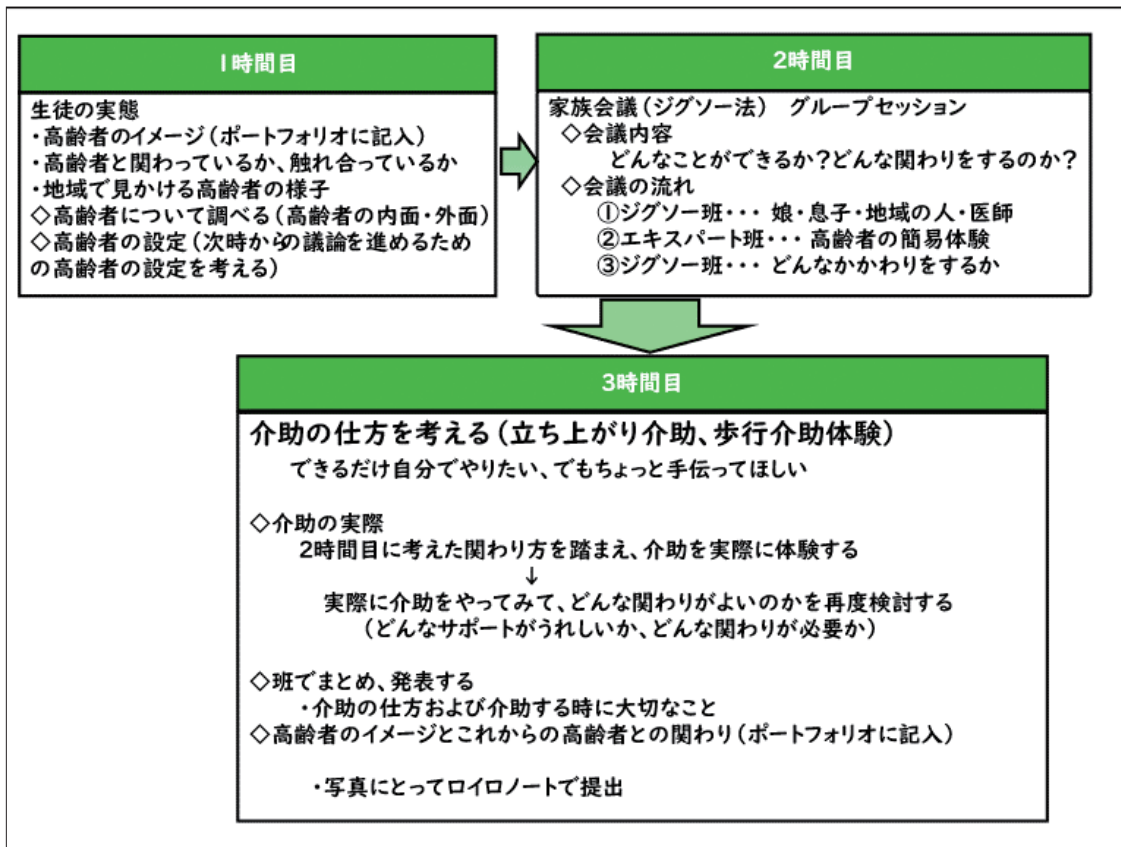 1時間目
生徒の実態
・高齢者のイメージ(ポートフォリオに記入)
・高齢者と関わっているか、触れ合っているか
・地域で見かける高齢者の様子
◇高齢者について調べる(高齢者の内面・外面)
◇高齢者の設定(次時からの議論を進めるため
の高齢者の設定を考える)
2時間目
家族会議(ジグソー法) グループセッション
◇会議内容
どんなことができるか?どんな関わりをするのか?
◇会議の流れ
①ジグソー班・・・ 娘・息子・地域の人・医師
②エキスパート班・・・ 高齢者の簡易体験
③ジグソー班・・・ どんなかかわりをするか
3時間目
介助の仕方を考える(立ち上がり介助、歩行介助体験)
できるだけ自分でやりたい、でもちょっと手伝ってほしい
◇介助の実際
2時間目に考えた関わり方を踏まえ、介助を実際に体験する
↓
実際に介助をやってみて、どんな関わりがよいのかを再度検討する
(どんなサポートがうれしいか、どんな関わりが必要か)
◇班でまとめ、発表する
・介助の仕方および介助する時に大切なこと
◇高齢者のイメージとこれからの高齢者との関わり(ポートフォリオに記入)
・写真にとってロイロノートで提出